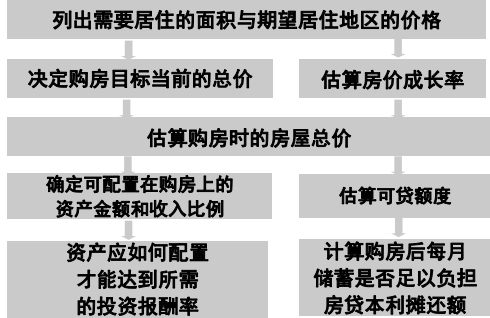 列出需要居住的面积与期望居住地区的价格
决定购房目标当前的总价
估算房价成长率
估算购房时的房屋总价
确定可配置在购房上的
资产金额和收入比例
估算可贷额度
资产应如何配置
才能达到所需
的投资报酬率
计算购房后每月
储蓄是否足以负担
房贷本利摊还额